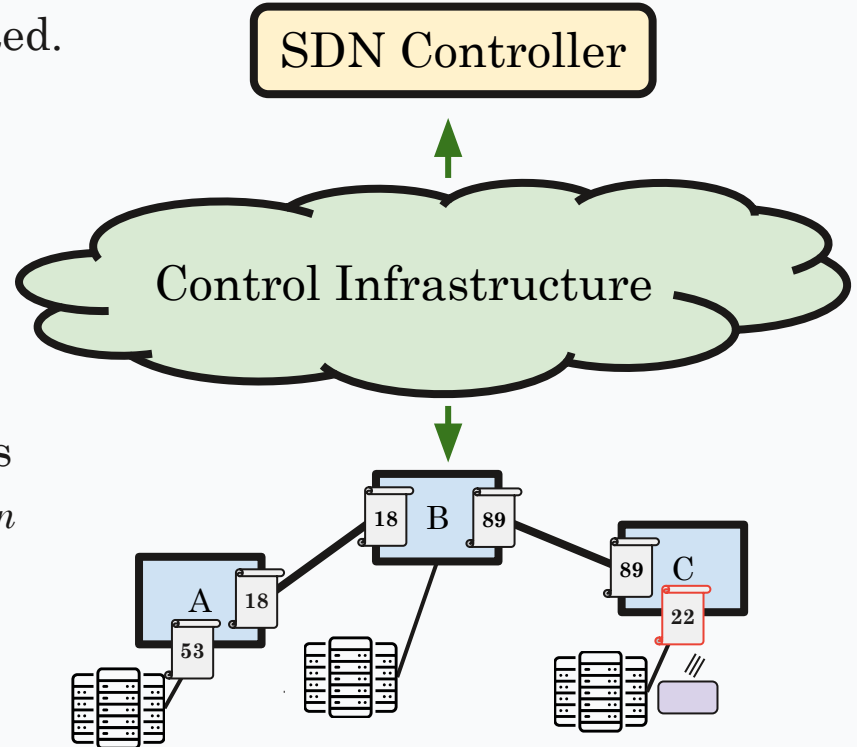 ed.
SDN Controller
Control Infrastructure
s
n
18 B 89
89 C
A 18
22
53